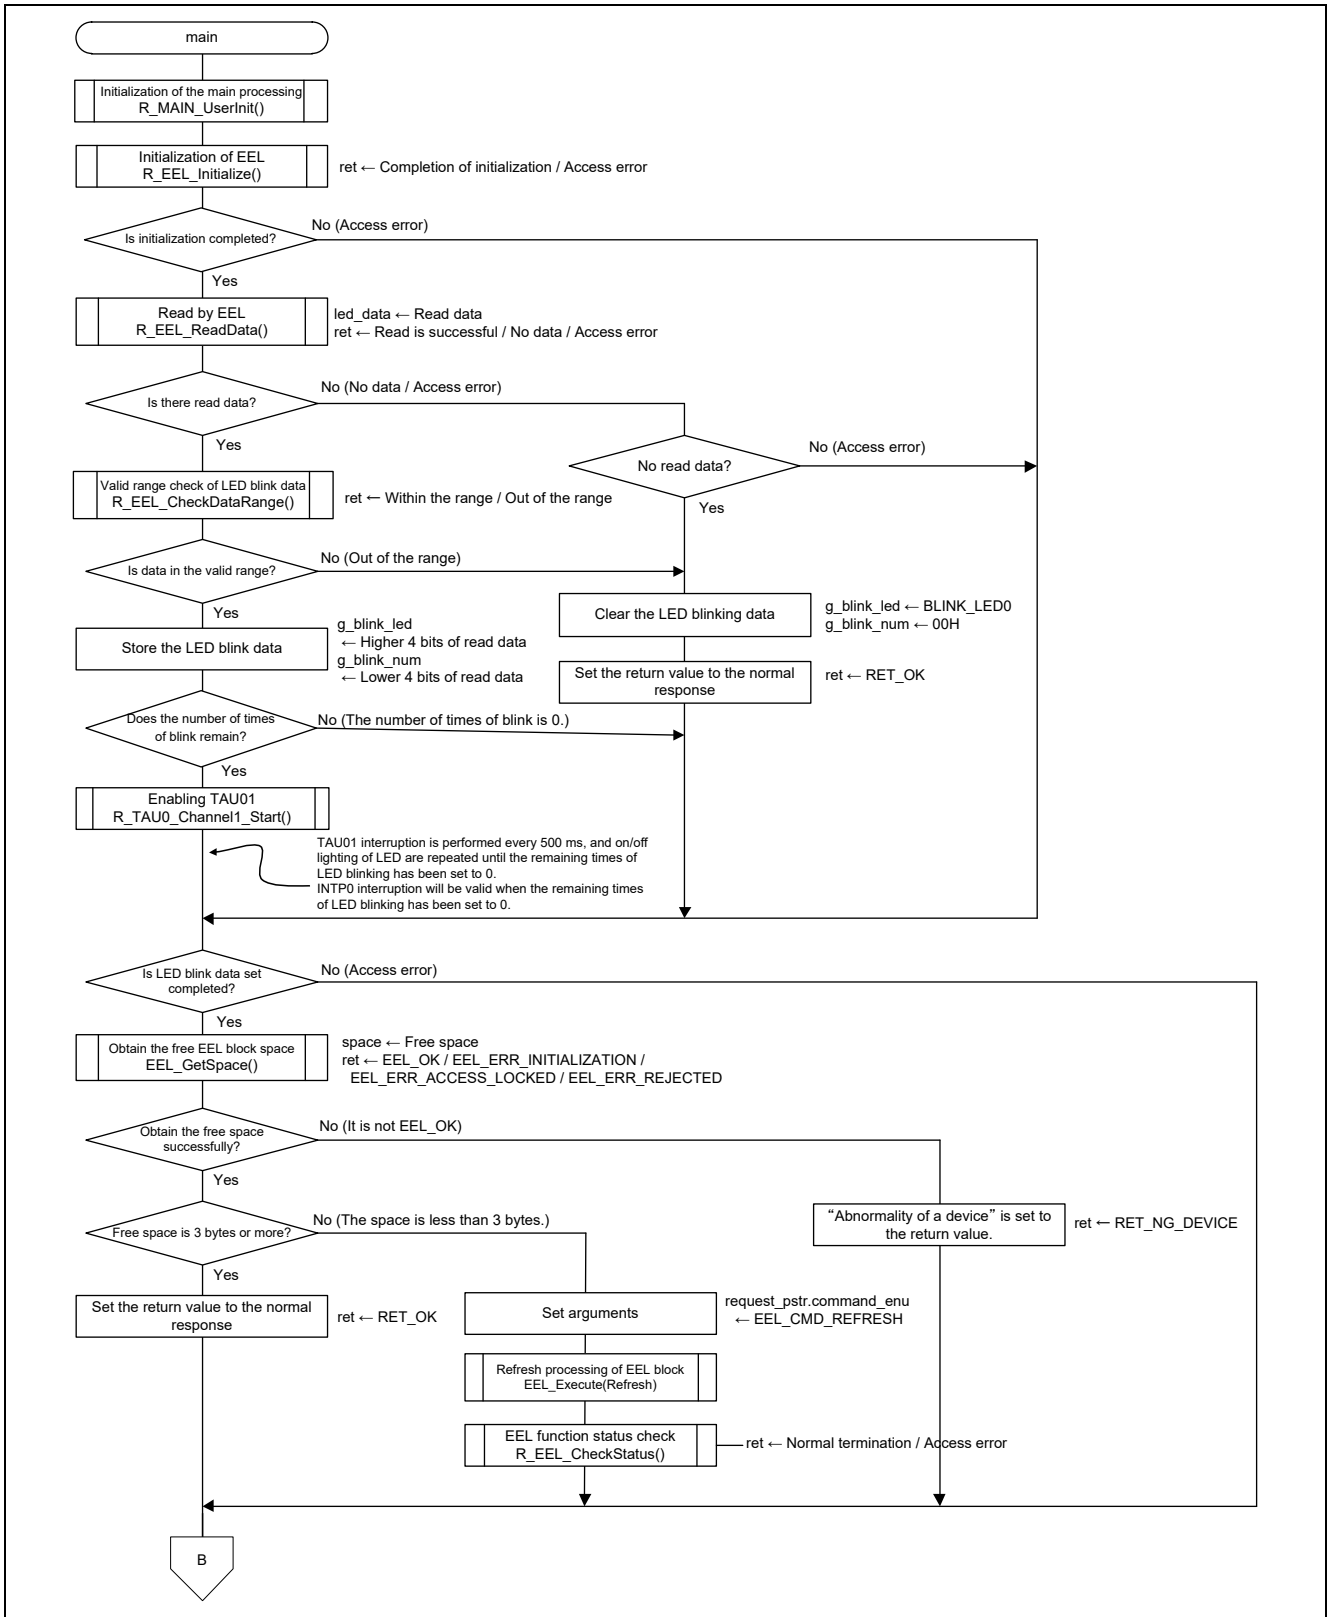 main
Initialization of the main processing
R_MAIN_UserInit()
Initialization of EEL
R_EEL_Initialize()
ret ← Completion of initialization / Access error
No (Access error)
Is initialization completed?
Yes
Read by EEL
R_EEL_ReadData()
led_data ← Read data
ret ← Read is successful / No data / Access error
No (No data / Access error)
Is there read data?
Yes
No (Access error)
No read data?
Yes
Valid range check of LED blink data
R_EEL_CheckDataRange()
ret ← Within the range / Out of the range
No (Out of the range)
Is data in the valid range?
Yes
Clear the LED blinking data
g_blink_led ← BLINK_LED0
g_blink_num ← 00H
Store the LED blink data
g_blink_led
← Higher 4 bits of read data
g_blink_num
← Lower 4 bits of read data
Set the return value to the normal
response
ret ← RET_OK
Does the number of times
of blink remain?
No (The number of times of blink is 0.)
Yes
Enabling TAU01
R_TAU0_Channel1_Start()
TAU01 interruption is performed every 500 ms, and on/off
lighting of LED are repeated until the remaining times of
LED blinking has been set to 0.
INTP0 interruption will be valid when the remaining times
of LED blinking has been set to 0.
Is LED blink data set
completed?
No (Access error)
Yes
Obtain the free EEL block space
EEL_GetSpace()
space ← Free space
ret ← EEL_OK / EEL_ERR_INITIALIZATION /
EEL_ERR_ACCESS_LOCKED / EEL_ERR_REJECTED
Obtain the free space
successfully?
No (It is not EEL_OK)
Yes
Free space is 3 bytes or more?
No (The space is less than 3 bytes.)
Yes
“Abnormality of a device” is set to
the return value.
ret ← RET_NG_DEVICE
Set the return value to the normal
response
ret ← RET_OK
Set arguments
request_pstr.command_enu
← EEL_CMD_REFRESH
Refresh processing of EEL block
EEL_Execute(Refresh)
EEL function status check
R_EEL_CheckStatus()
ret ← Normal termination / Access error
B